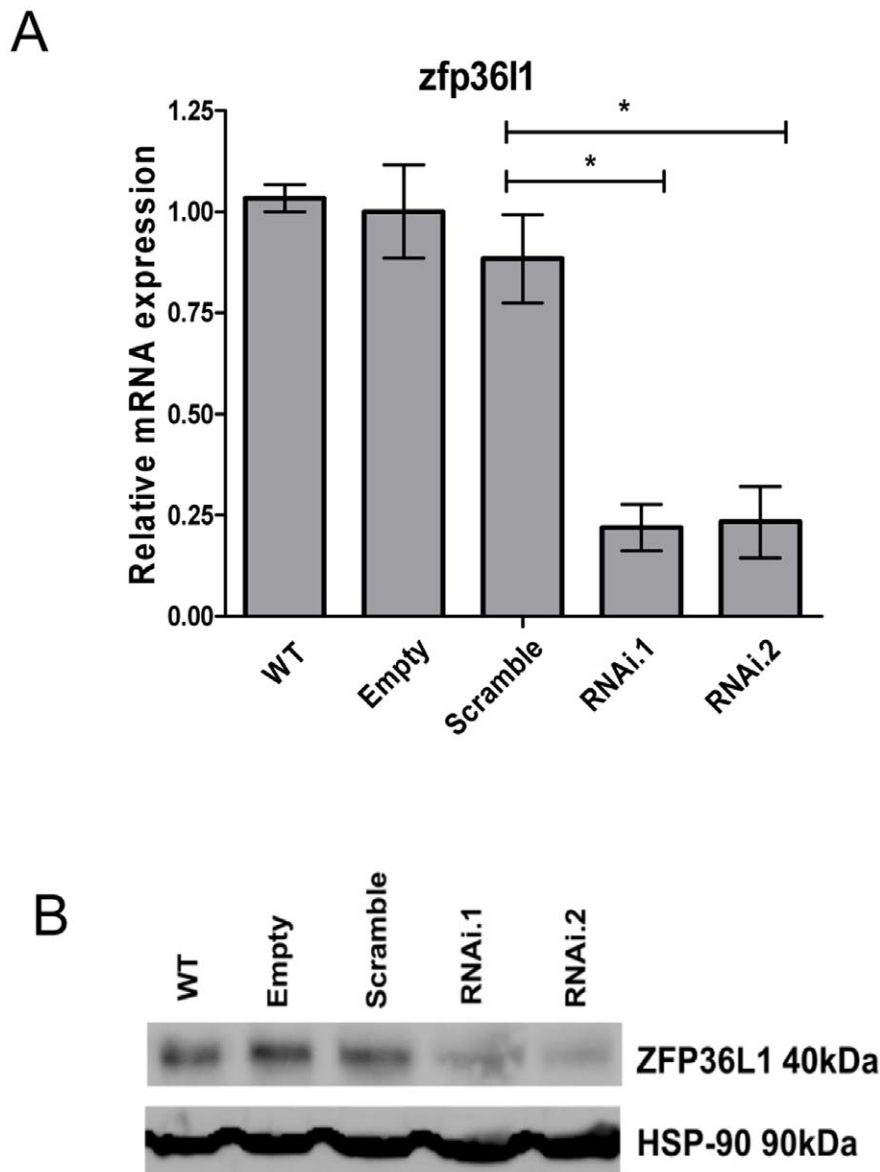 A
zfp36l1
* 
*
Relative mRNA expression
1.25
1.00
0.75
0.50
0.25
0.00
WT
Empty
Scramble
RNAi.1
RNAi.2
B
WT
Empty
Scramble
RNAi.1
RNAi.2
ZFP36L1 40kDa
HSP-90 90kDa